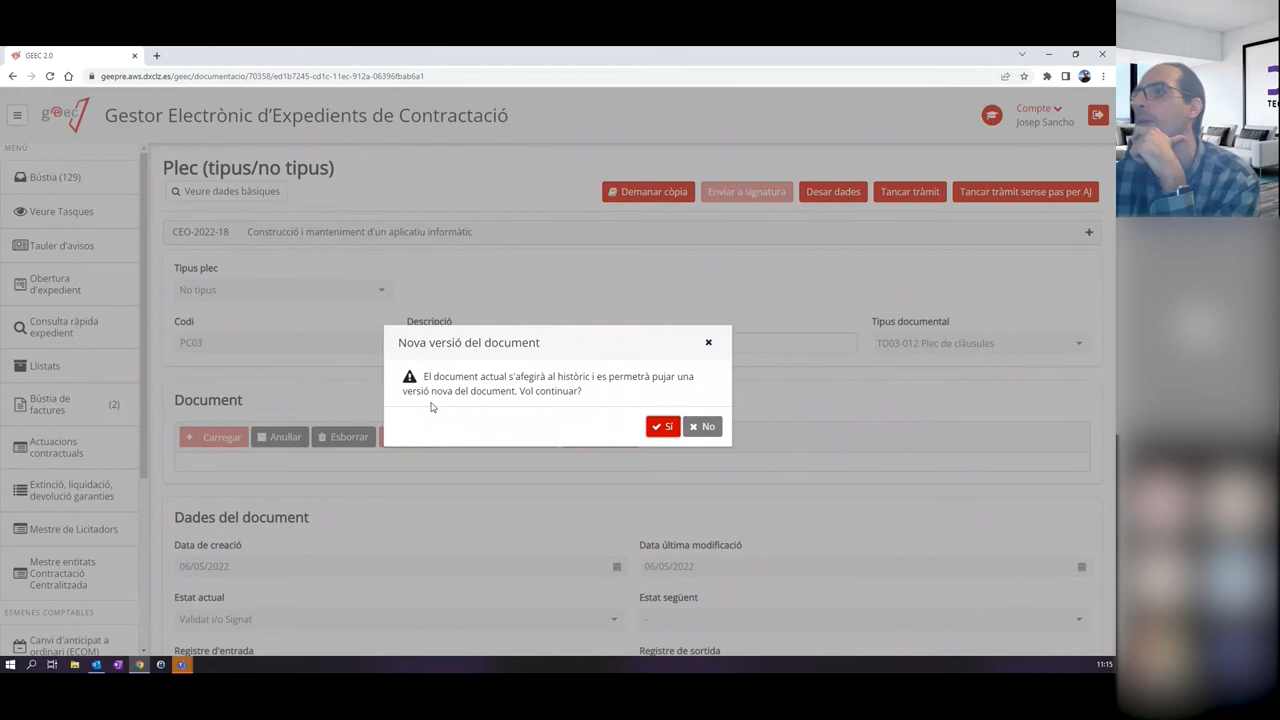 GEEC 2.0
geepre.aws.dxclz.es/geec/documentacio/70358/ed1b7245-cd1c-11ec-912a-06396fbab6a1
geec
Gestor Electrònic d'Expedients de Contractació
Compte
Josep Sancho
MENÚ
Bústia (129)
Veure Tasques
Tauler d'avisos
Obertura
d'expedient
Consulta ràpida
expedient
Llistats
Bústia de
factures
(2)
Actuacions
contractuals
Extinció, liquidació,
devolució garanties
Mestre de Licitadors
Mestre entitats
Contractació
Centralitzada
ESMENES COMPTABLES
Canvi d'anticipat a
ordinari (ECOM)
Plec (tipus/no tipus)
Veure dades bàsiques
Demanar còpia
Enviar a signatura
Desar dades
Tancar tràmit
Tancar tràmit sense pas per AJ
CEO-2022-18 Construcció i manteniment d'un aplicatiu informàtic
Tipus plec
No tipus
Codi
Descripció
Tipus documental
PC03
TD03-012 Plec de clàusules
Nova versió del document
El document actual s'afegirà al històric i es permetrà pujar una
versió nova del document. Vol continuar?
Sí
No
Document
Carregar
Anul·lar
Esborrar
Dades del document
Data de creació
Data última modificació
06/05/2022
06/05/2022
Estat actual
Estat següent
Validat i/o Signat
-
Registre d'entrada
Registre de sortida
11:15
TEC